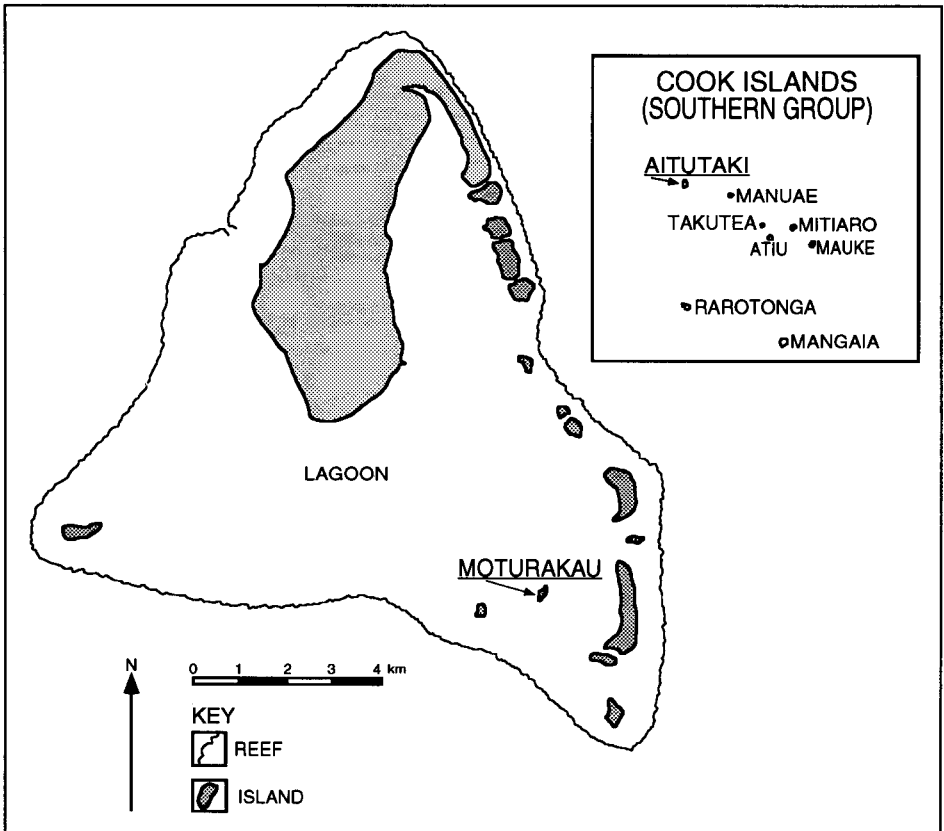 COOK ISLANDS
(SOUTHERN GROUP)
AITUTAKI
MANUAE
TAKUTEA
MITIARO
ATIU
MAUKE
RAROTONGA
MANGAIA
LAGOON
MOTURAKAU
N
0 1 2 3 4 km
KEY
REEF
ISLAND